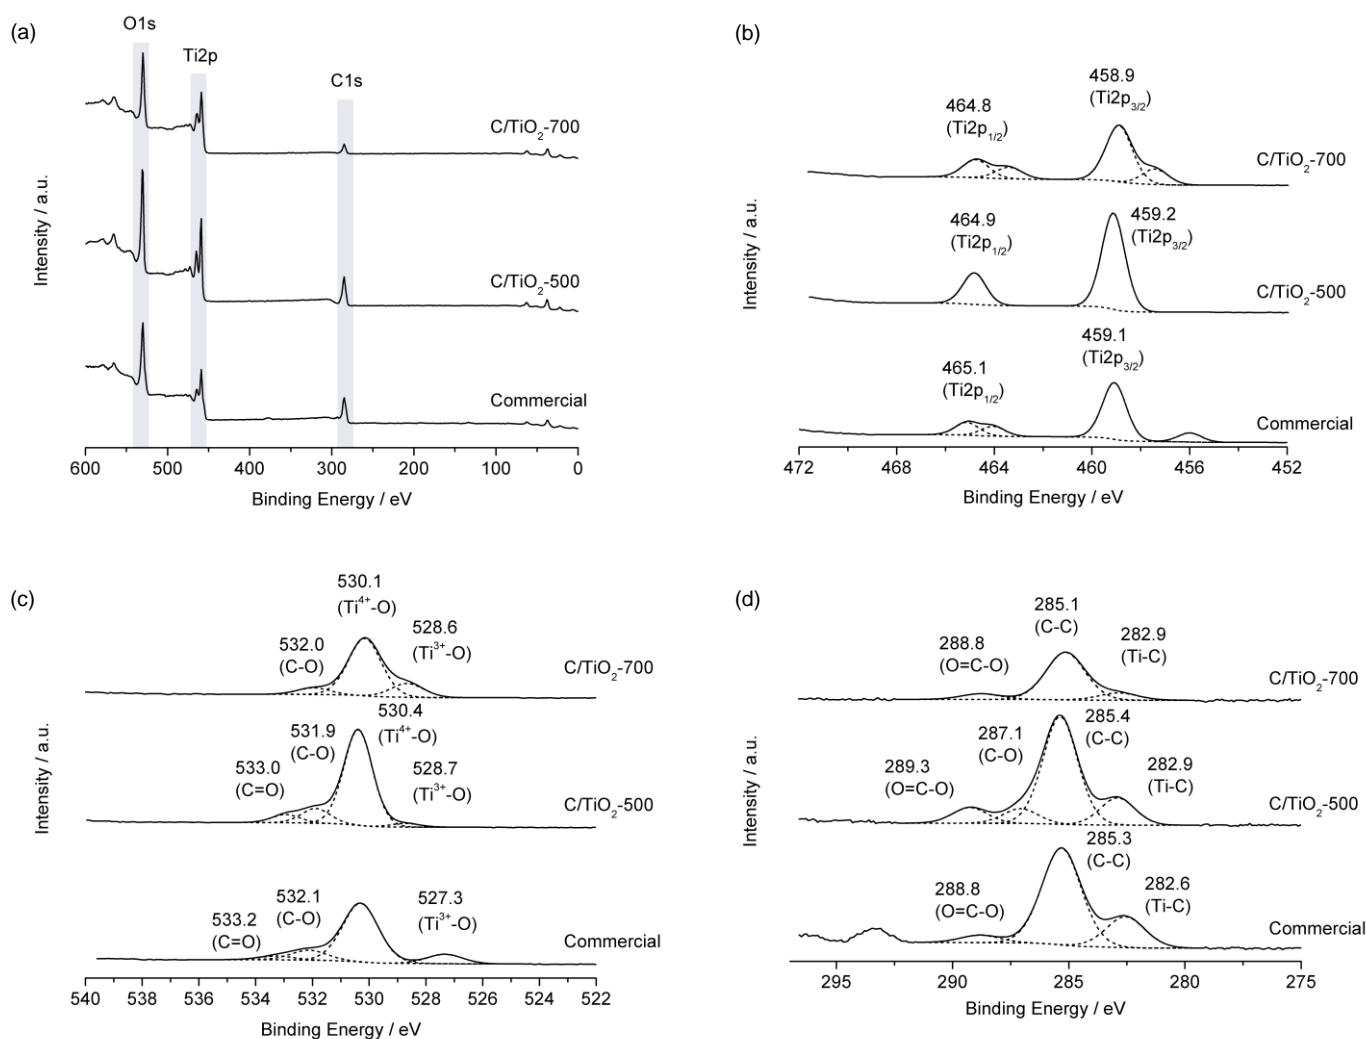 (a)
O1s
Ti2p
C1s
C/TiO₂-700
C/TiO₂-500
Commercial
Intensity / a.u.
600 500 400 300 200 100 0
Binding Energy / eV
(b)
458.9
(Ti2p₃/₂)
464.8
(Ti2p₁/₂)
C/TiO₂-700
464.9
(Ti2p₁/₂)
459.2
(Ti2p₃/₂)
C/TiO₂-500
459.1
(Ti2p₃/₂)
465.1
(Ti2p₁/₂)
Commercial
Intensity / a.u.
472 468 464 460 456 452
Binding Energy / eV
(c)
530.1
(Ti⁴⁺-O)
532.0
(C-O)
528.6
(Ti³⁺-O)
C/TiO₂-700
530.4
(Ti⁴⁺-O)
531.9
(C-O)
533.0
(C=O)
528.7
(Ti³⁺-O)
C/TiO₂-500
532.1
(C-O)
533.2
(C=O)
527.3
(Ti³⁺-O)
Commercial
Intensity / a.u.
540 538 536 534 532 530 528 526 524 522
Binding Energy / eV
(d)
285.1
(C-C)
288.8
(O=C-O)
282.9
(Ti-C)
C/TiO₂-700
287.1
(C-O)
285.4
(C-C)
289.3
(O=C-O)
282.9
(Ti-C)
C/TiO₂-500
285.3
(C-C)
288.8
(O=C-O)
282.6
(Ti-C)
Commercial
Intensity / a.u.
295 290 285 280 275
Binding Energy / eV